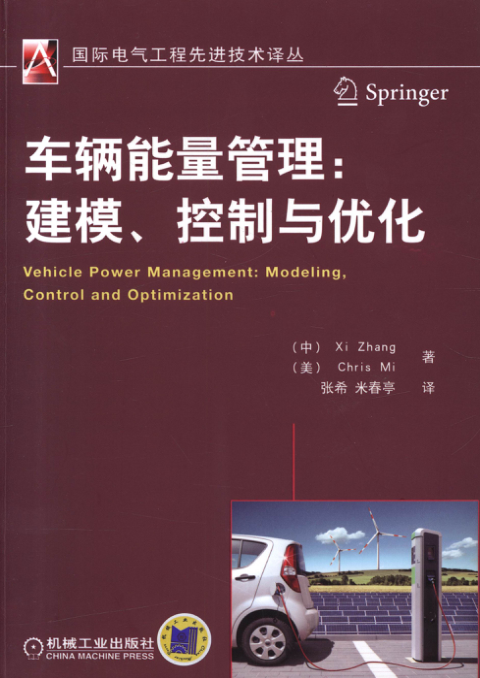 国际电气工程先进技术译丛
Springer
车辆能量管理：
建模、控制与优化
Vehicle Power Management: Modeling,
Control and Optimization
（中） Xi Zhang
（美） Chris Mi
著
张希 米春亭 译
机械工业出版社
CHINA MACHINE PRESS